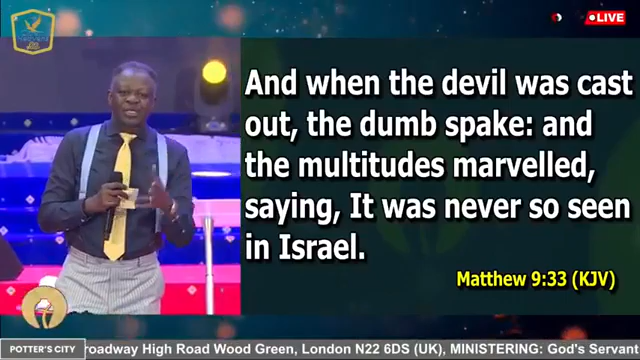 LIVE
And when the devil was cast
out, the dumb spake: and
the multitudes marvelled,
saying, It was never so seen
in Israel.
Matthew 9:33 (KJV)
POTTER'S CITY
roadway High Road Wood Green, London N22 6DS (UK), MINISTERING: God's Servant